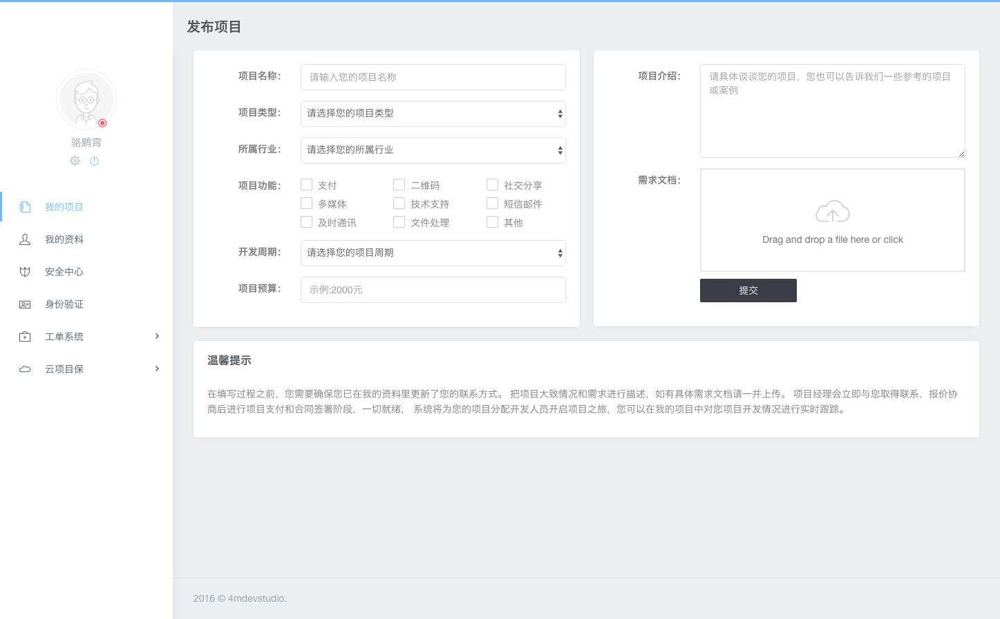 发布项目
骆鹏霄
我的项目
我的资料
安全中心
身份验证
工单系统
云项目保
项目名称：
请输入您的项目名称
项目类型：
请选择您的项目类型
所属行业：
请选择您的所属行业
项目功能：
支付
二维码
社交分享
多媒体
技术支持
短信邮件
及时通讯
文件处理
其他
开发周期：
请选择您的项目周期
项目预算：
示例:2000元
项目介绍：
请具体谈谈您的项目，您也可以告诉我们一些参考的项目
或案例
需求文档：
Drag and drop a file here or click
提交
温馨提示
在填写过程之前，您需要确保您已在我的资料里更新了您的联系方式。 把项目大致情况和需求进行描述，如有具体需求文档请一并上传。 项目经理会立即与您取得联系，报价协
商后进行项目支付和合同签署阶段，一切就绪， 系统将为您的项目分配开发人员开启项目之旅，您可以在我的项目中对您项目开发情况进行实时跟踪。
2016 © 4mdevstudio.